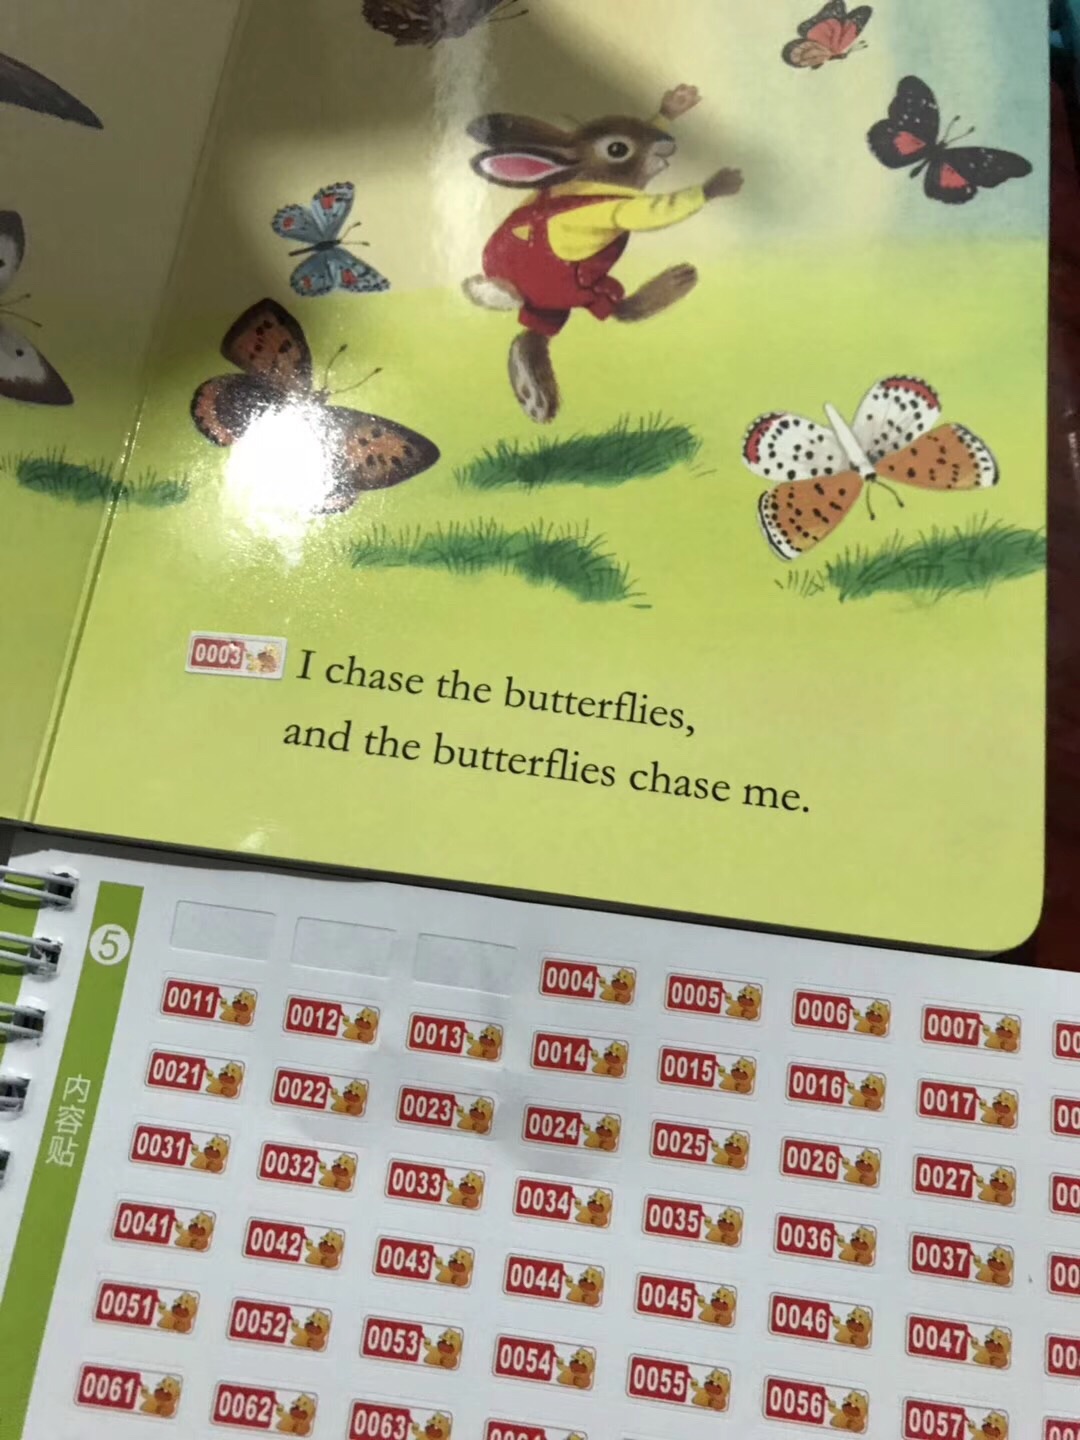 0003 I chase the butterflies,
and the butterflies chase me.
5
内容贴
0004 0005 0006 0007
0011 0012 0013 0014 0015 0016 0017
0021 0022 0023 0024 0025 0026 0027
0031 0032 0033 0034 0035 0036 0037
0041 0042 0043 0044 0045 0046 0047
0051 0052 0053 0054 0055 0056 0057
0061 0062 0063